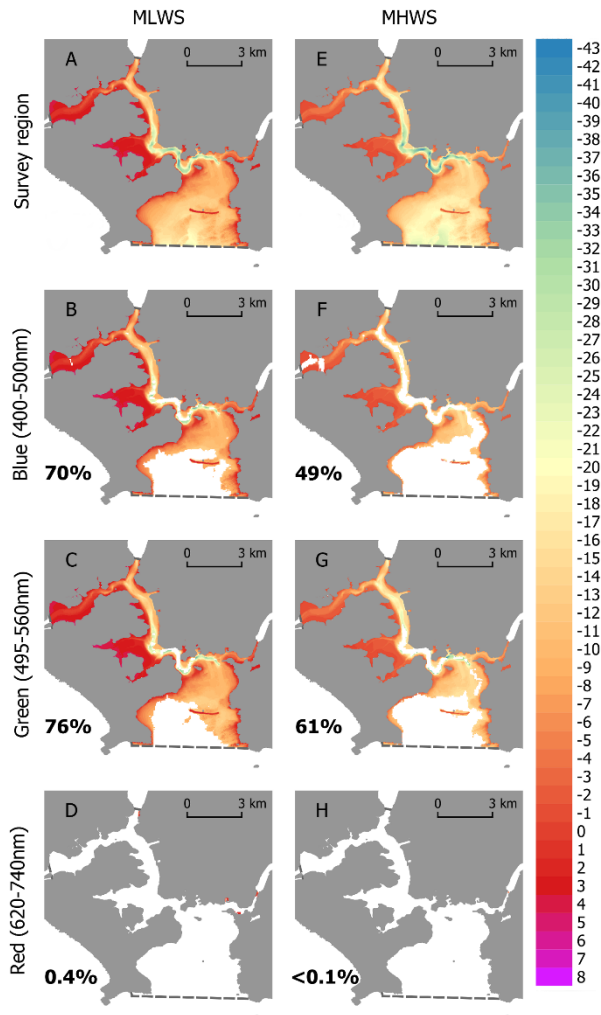 MLWS
MHWS
Survey region
A
0 3 km
E
0 3 km
Blue (400-500nm)
B
0 3 km
70%
F
0 3 km
49%
Green (495-560nm)
C
0 3 km
76%
G
0 3 km
61%
Red (620-740nm)
D
0 3 km
0.4%
H
0 3 km
<0.1%
-43
-42
-41
-40
-39
-38
-37
-36
-35
-34
-33
-32
-31
-30
-29
-28
-27
-26
-25
-24
-23
-22
-21
-20
-19
-18
-17
-16
-15
-14
-13
-12
-11
-10
-9
-8
-7
-6
-5
-4
-3
-2
-1
0
1
2
3
4
5
6
7
8